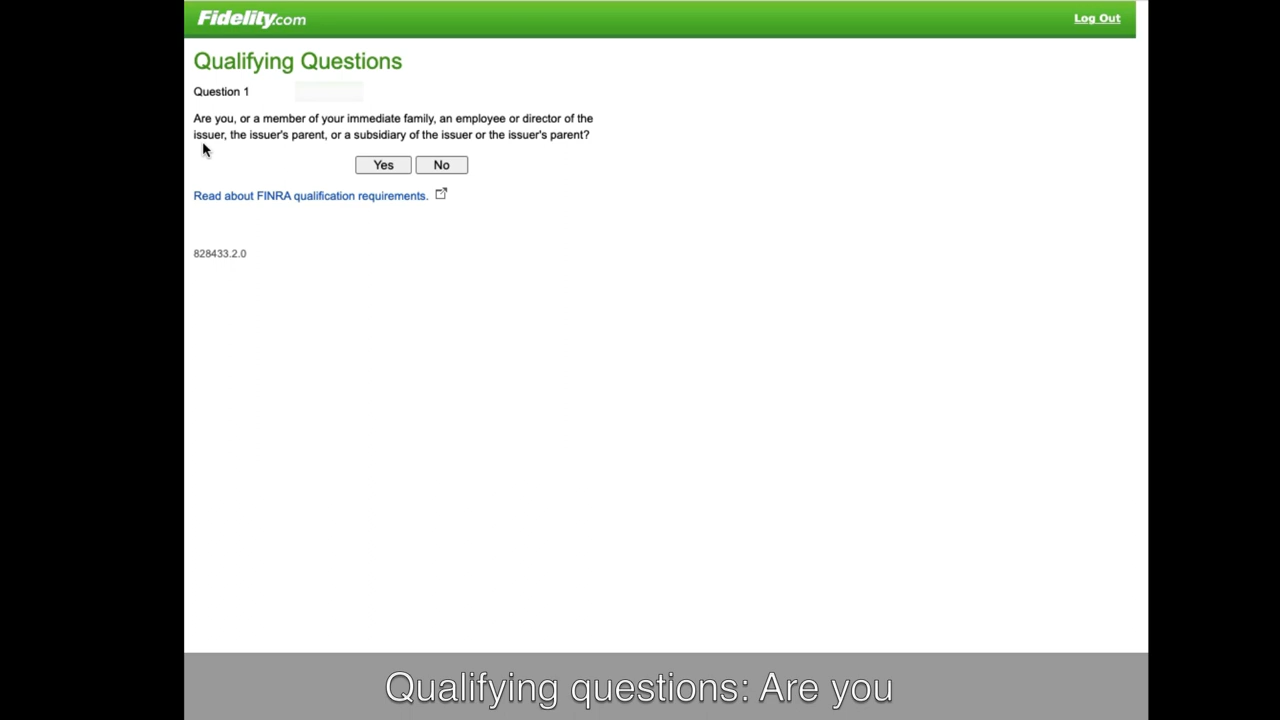 Fidelity.com
Log Out
Qualifying Questions
Question 1
Are you, or a member of your immediate family, an employee or director of the
issuer, the issuer's parent, or a subsidiary of the issuer or the issuer's parent?
Yes No
Read about FINRA qualification requirements.
828433.2.0
Qualifying questions: Are you